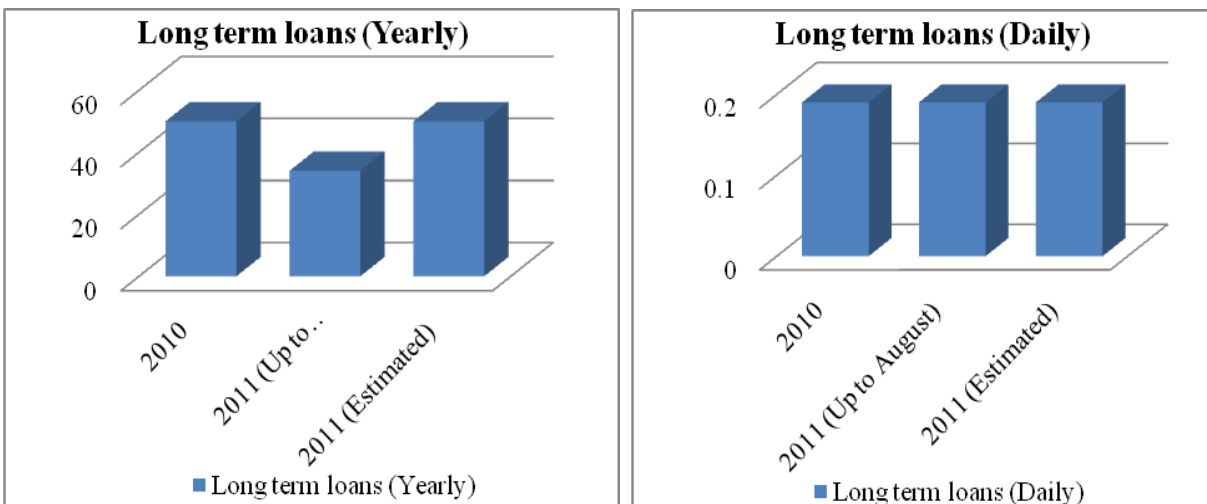 Long term loans (Yearly)
60
40
20
0
2010
2011 (Up to..
2011 (Estimated)
Long term loans (Yearly)
Long term loans (Daily)
0.2
0.1
0
2010
2011 (Up to August)
2011 (Estimated)
Long term loans (Daily)